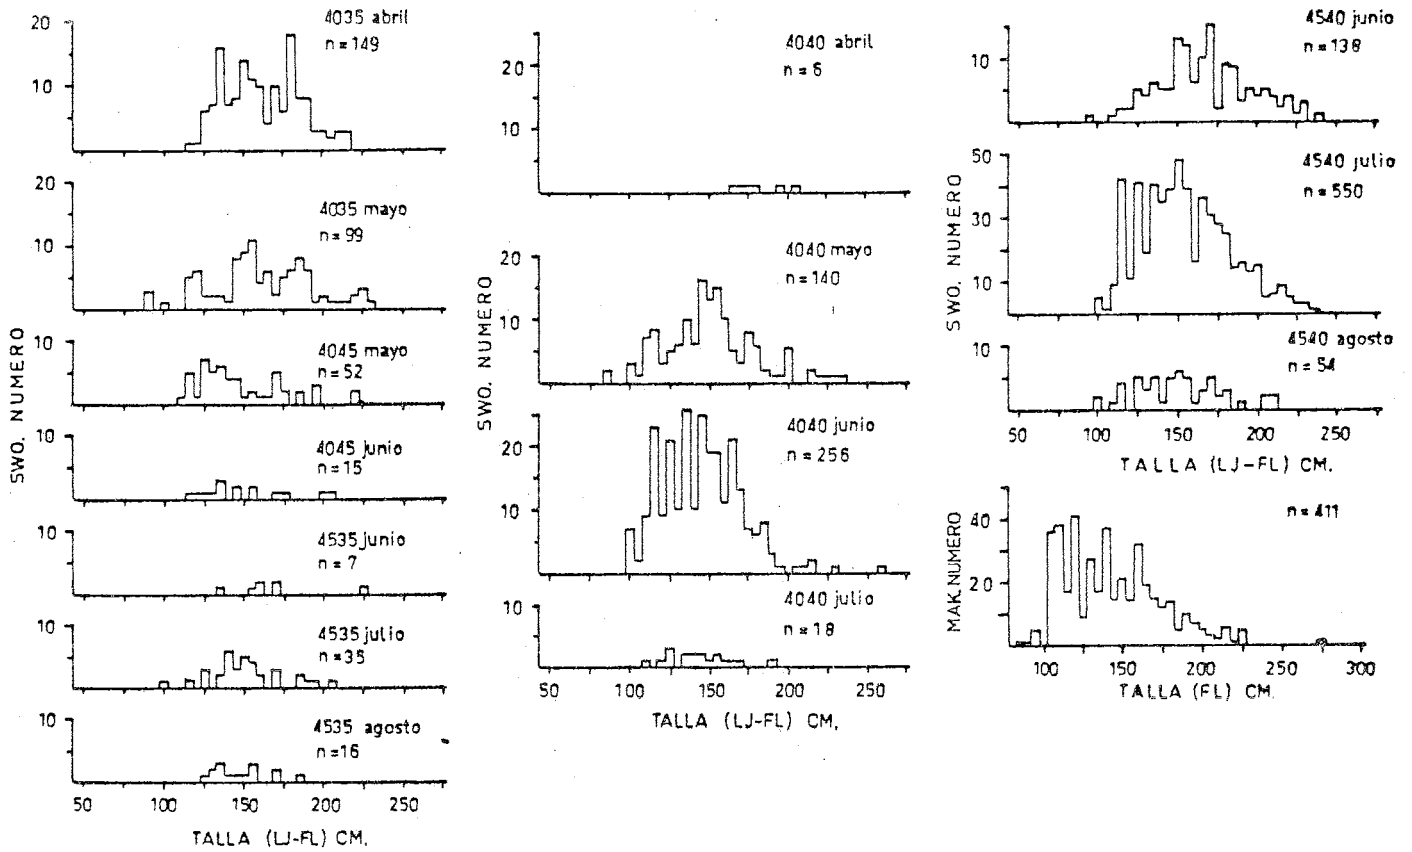 4035 abril
n=149
20
10
4035 mayo
n=99
20
10
4045 mayo
n=52
10
4045 junio
n=15
10
4535 junio
n=7
10
4535 julio
n=35
10
4535 agosto
n=16
10
SWO. NUMERO
50 100 150 200 250
TALLA (LJ-FL) CM.
4040 abril
n=6
20
10
4040 mayo
n=140
20
10
4040 junio
n=256
20
10
4040 julio
n=18
10
SWO. NUMERO
50 100 150 200 250
TALLA (LJ-FL) CM.
4540 junio
n=138
10
4540 julio
n=550
50
30
10
4540 agosto
n=54
10
SWO. NUMERO
50 100 150 200 250
TALLA (LJ-FL) CM.
n=411
40
20
MAK.NUMERO
100 150 200 250 300
TALLA (FL) CM.